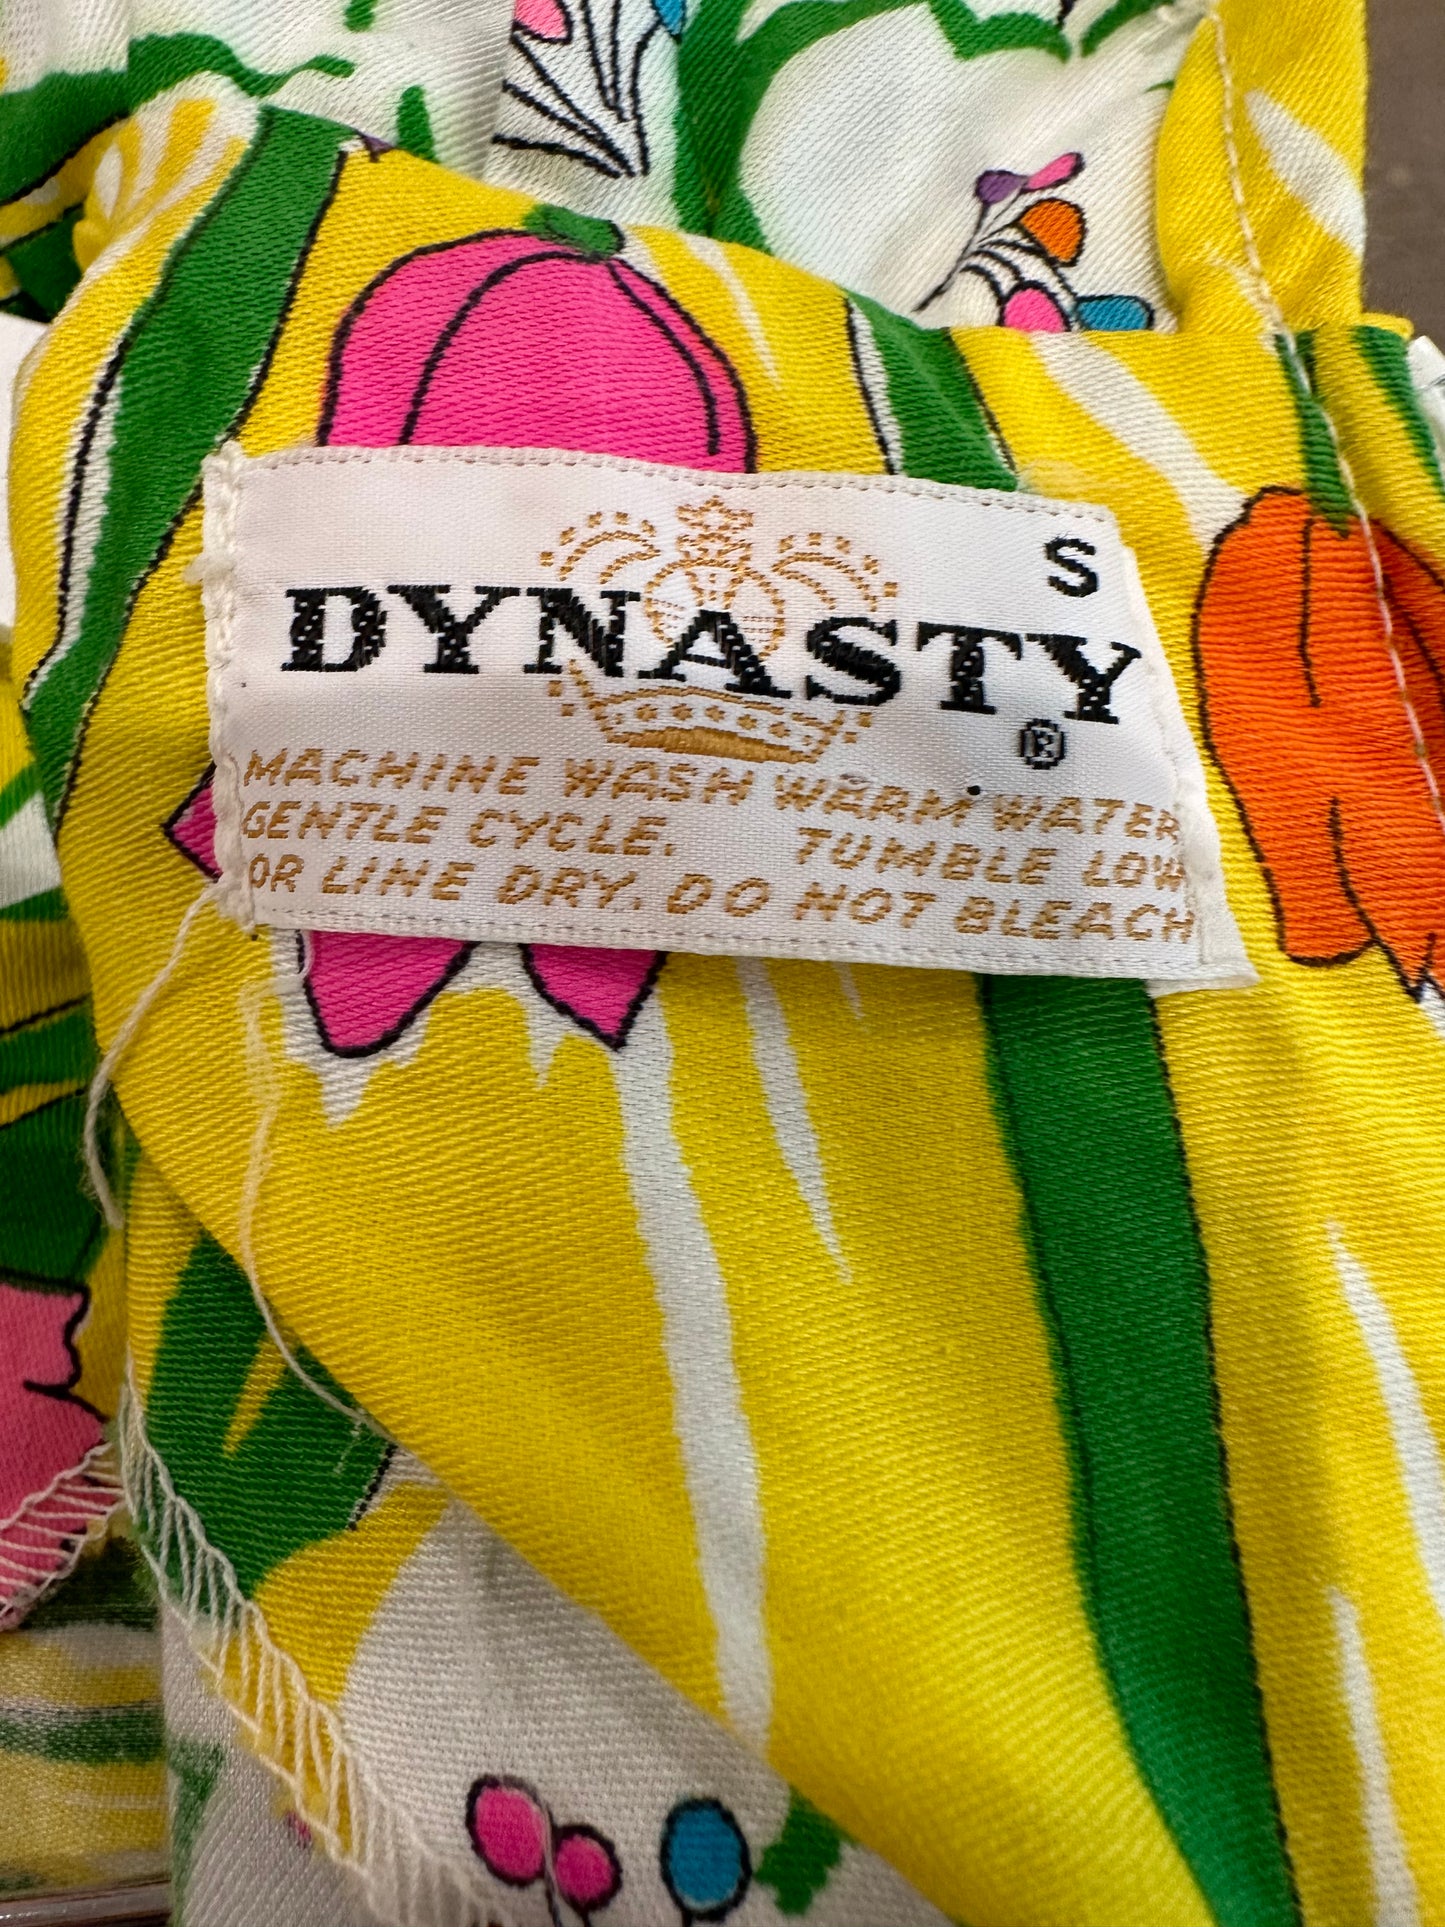 S
DYNASTY®
MACHINE WASH WARM WATER
GENTLE CYCLE. TUMBLE LOW
OR LINE DRY. DO NOT BLEACH